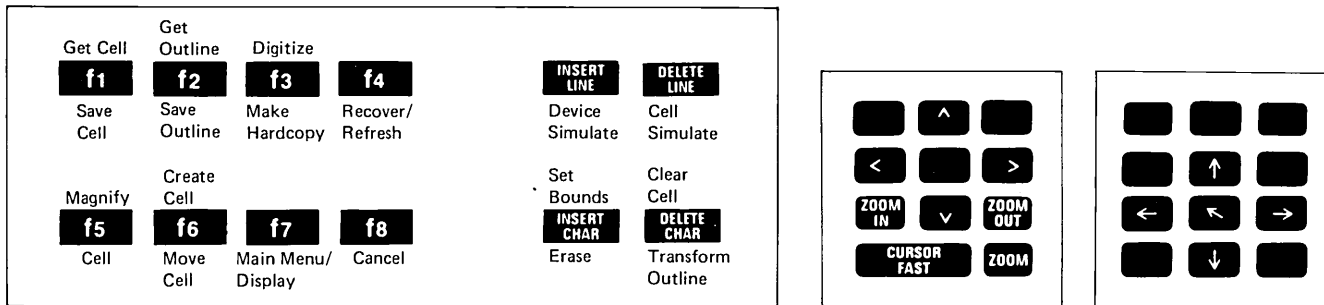 Get
Get Cell Outline Digitize
f1 f2 f3 f4
Save Save Make Recover/
Cell Outline Hardcopy Refresh
Create
Magnify Cell
f5 f6 f7 f8
Cell Move Main Menu/ Cancel
Cell Display
INSERT LINE
DELETE LINE
Device Cell
Simulate Simulate
Set Clear
Bounds Cell
INSERT CHAR
DELETE CHAR
Erase Transform
Outline
^
< >
ZOOM IN
v
ZOOM OUT
CURSOR FAST
ZOOM
↑
← ↖ →
↓